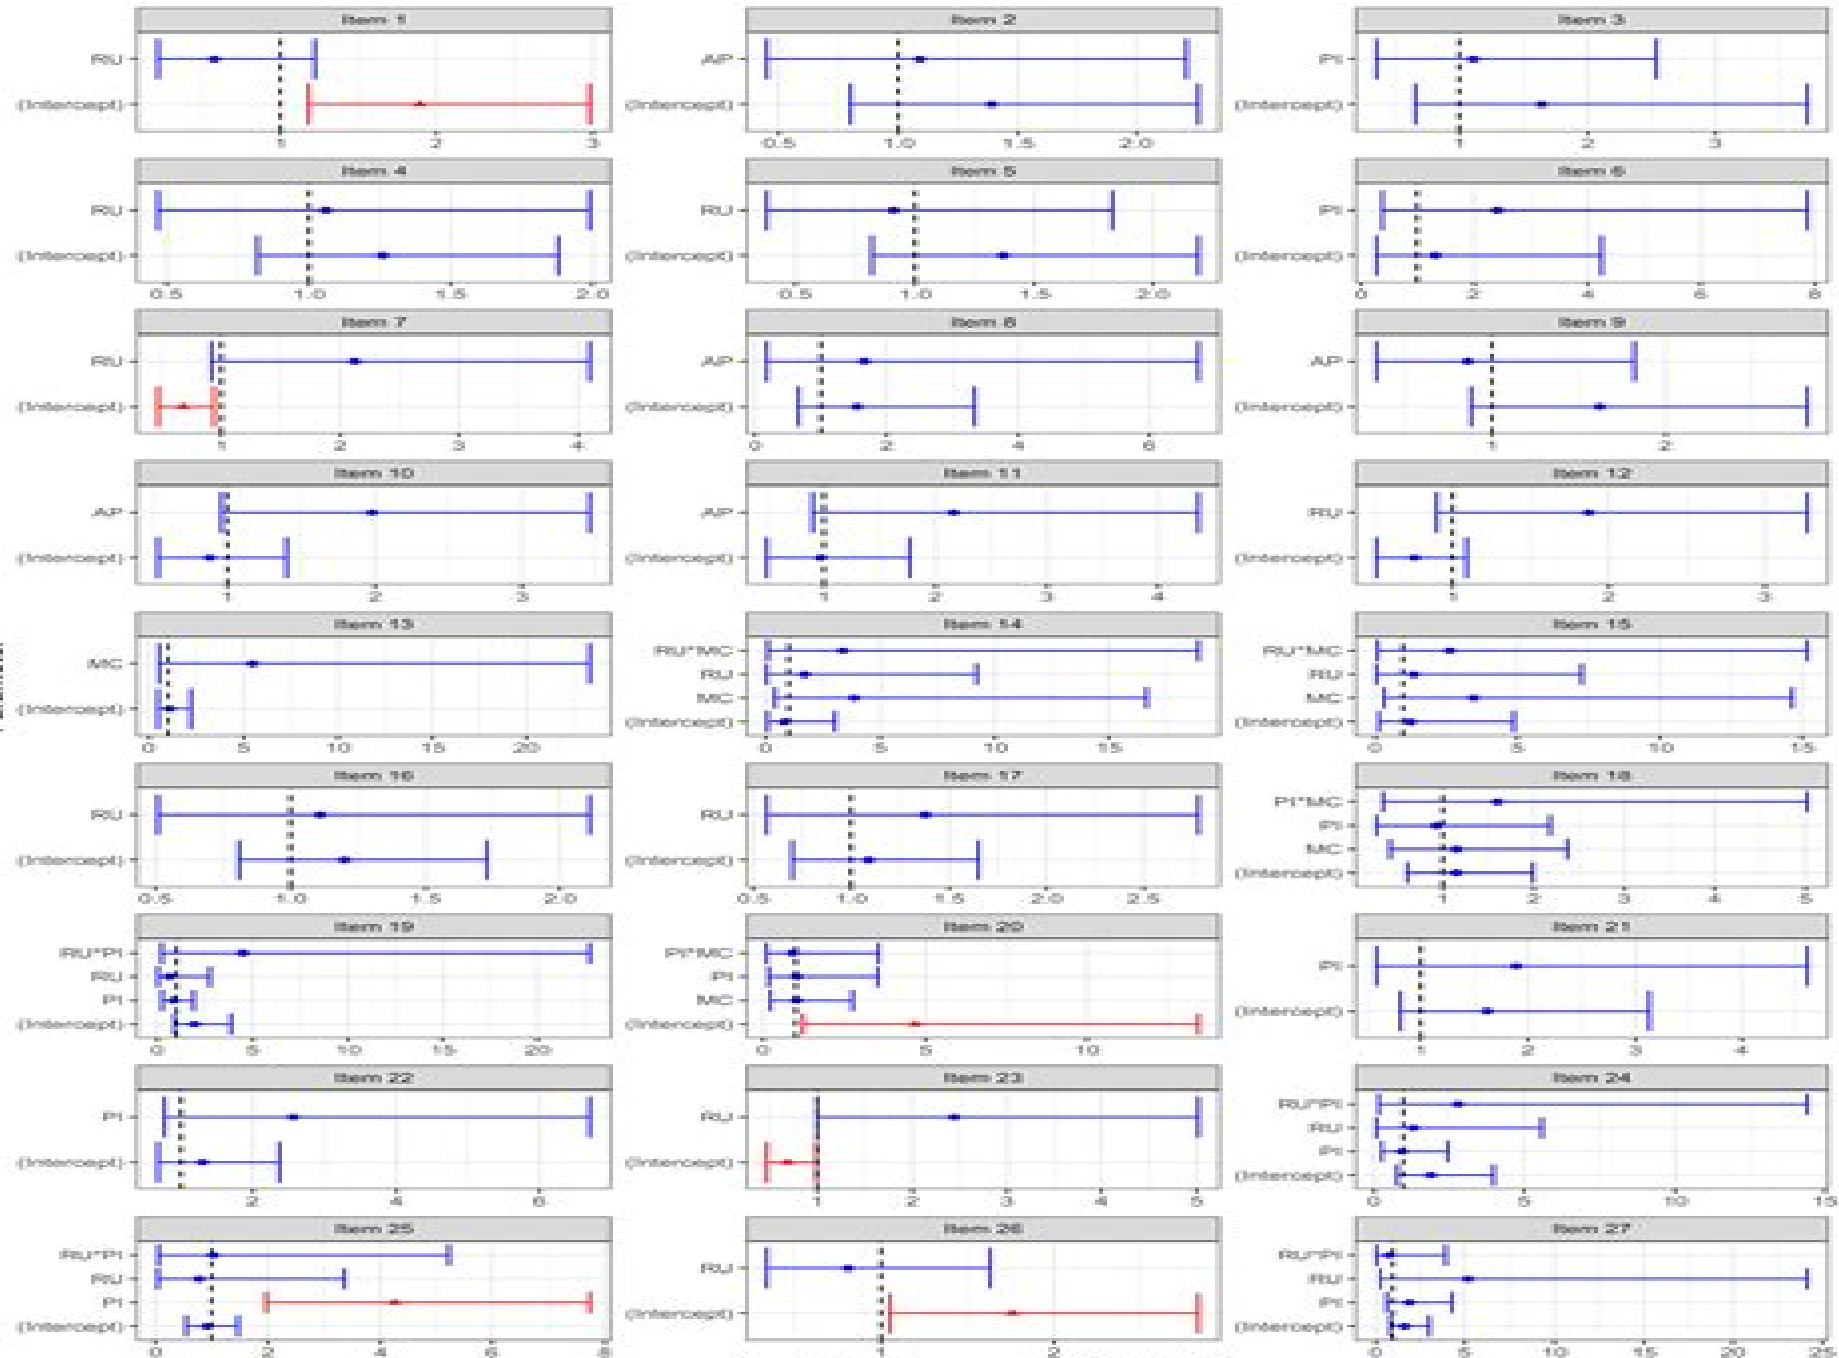 Item 1 Item 2 Item 3
RU AP PI
(Intercept) (Intercept) (Intercept)
1 2 3 0.5 1.0 1.5 2.0 1 2 3
Item 4 Item 5 Item 6
RU RU PI
(Intercept) (Intercept) (Intercept)
0.5 1.0 1.5 2.0 0.5 1.0 1.5 2.0 0 2 4 6 8
Item 7 Item 8 Item 9
RU AP AP
(Intercept) (Intercept) (Intercept)
1 2 3 4 0 2 4 6 1 2
Item 10 Item 11 Item 12
AP AP RU
(Intercept) (Intercept) (Intercept)
1 2 3 1 2 3 4 1 2 3
Item 13 Item 14 Item 15
RU*MC RU*MC
MC RU RU
MC MC
(Intercept) (Intercept) (Intercept)
0 5 10 15 20 0 5 10 15 0 5 10 15
Item 16 Item 17 Item 18
PI*MC
RU RU PI
MC
(Intercept) (Intercept) (Intercept)
0.5 1.0 1.5 2.0 0.5 1.0 1.5 2.0 2.5 1 2 3 4 5
Item 19 Item 20 Item 21
RU*PI PI*MC
RU PI PI
PI MC
(Intercept) (Intercept) (Intercept)
0 5 10 15 20 0 5 10 1 2 3 4
Item 22 Item 23 Item 24
RU*PI
PI RU RU
PI
(Intercept) (Intercept) (Intercept)
2 4 6 1 2 3 4 5 0 5 10 15
Item 25 Item 26 Item 27
RU*PI RU*PI
RU RU RU
PI PI
(Intercept) (Intercept) (Intercept)
0 2 4 6 8 1 2 0 5 10 15 20 25